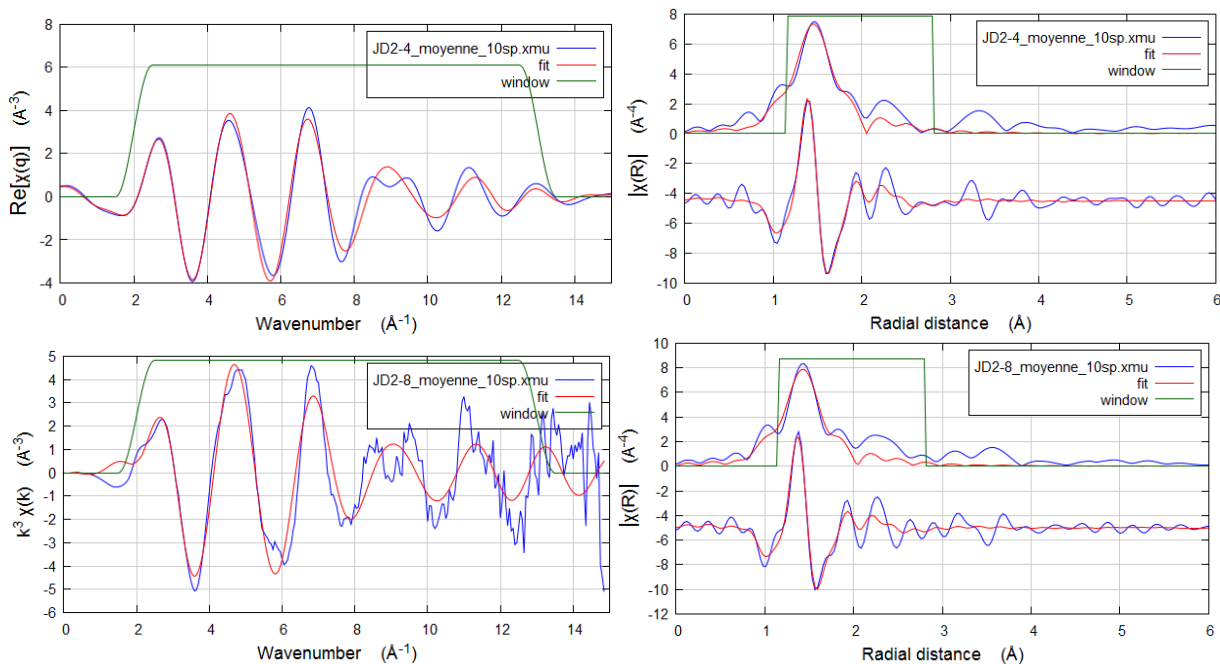 Re[χ(q)] (Å⁻³)
8
6
4
2
0
-2
-4
JD2-4_moyenne_10sp.xmu
fit
window
0 2 4 6 8 10 12 14
Wavenumber (Å⁻¹)
|χ(R)| (Å⁻⁴)
8
6
4
2
0
-2
-4
-6
-8
-10
JD2-4_moyenne_10sp.xmu
fit
window
0 1 2 3 4 5 6
Radial distance (Å)
k³ χ(k) (Å⁻³)
5
4
3
2
1
0
-1
-2
-3
-4
-5
-6
JD2-8_moyenne_10sp.xmu
fit
window
0 2 4 6 8 10 12 14
Wavenumber (Å⁻¹)
|χ(R)| (Å⁻⁴)
10
8
6
4
2
0
-2
-4
-6
-8
-10
-12
JD2-8_moyenne_10sp.xmu
fit
window
0 1 2 3 4 5 6
Radial distance (Å)